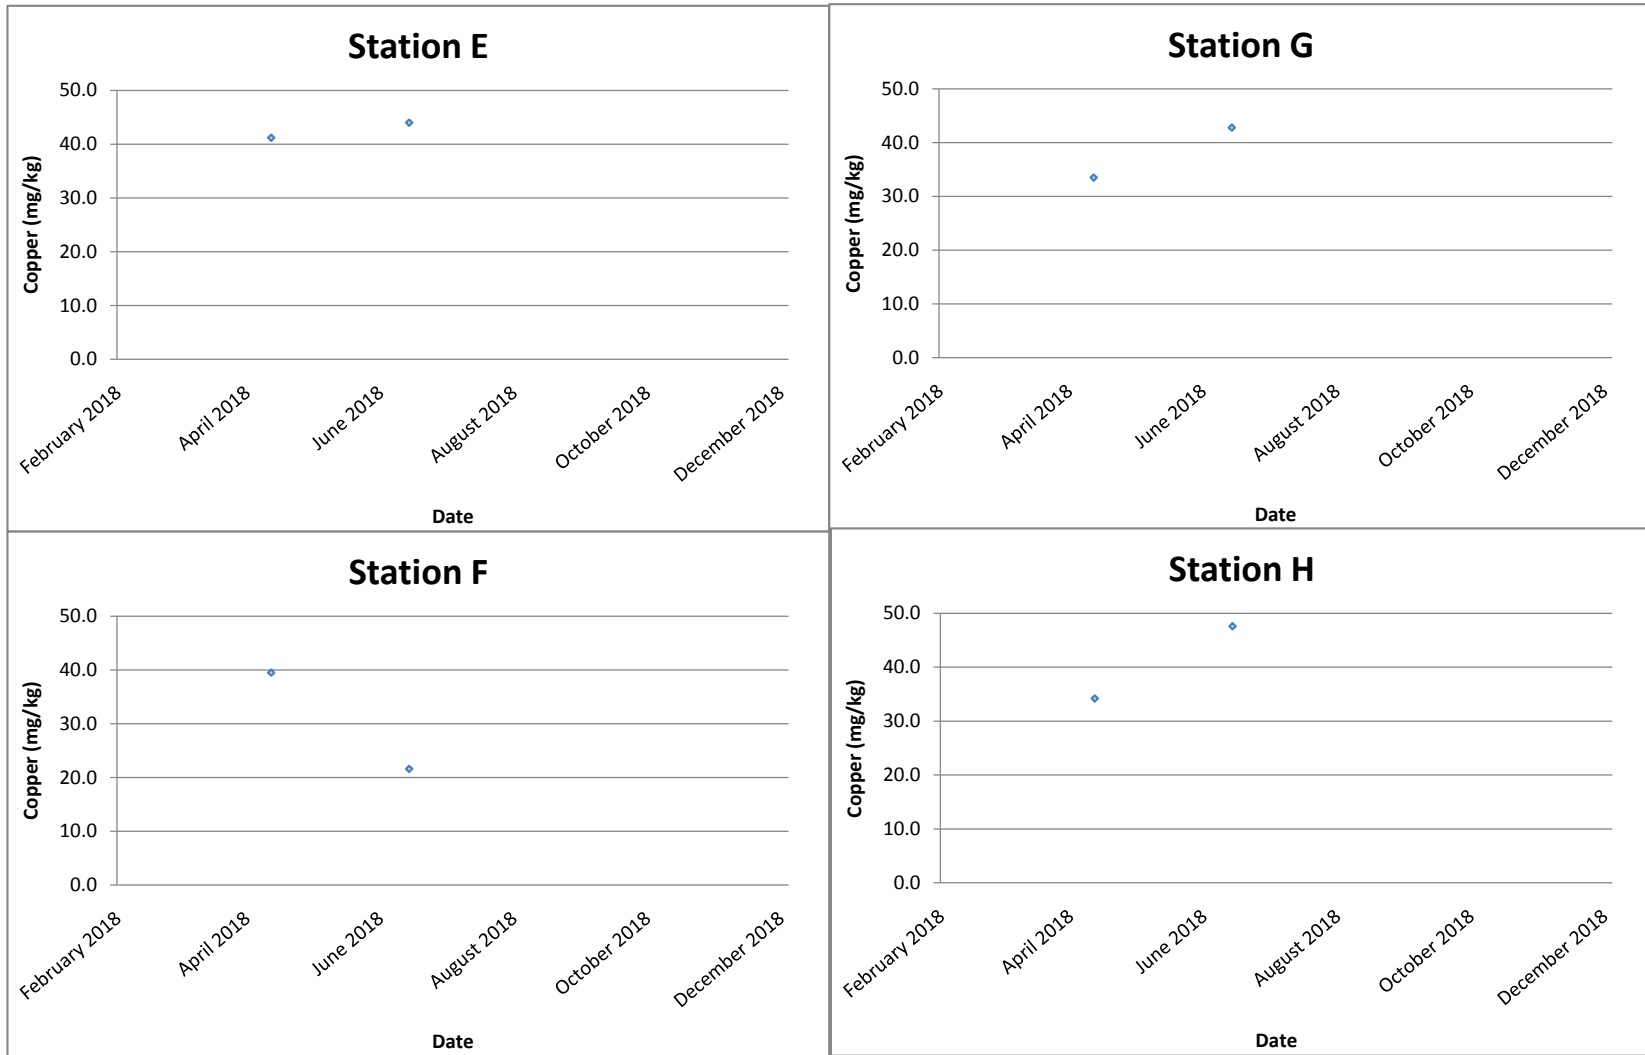 Station E
50.0
40.0
30.0
20.0
10.0
0.0
Copper (mg/kg)
February 2018
April 2018
June 2018
August 2018
October 2018
December 2018
Date
Station G
50.0
40.0
30.0
20.0
10.0
0.0
Copper (mg/kg)
February 2018
April 2018
June 2018
August 2018
October 2018
December 2018
Date
Station F
50.0
40.0
30.0
20.0
10.0
0.0
Copper (mg/kg)
February 2018
April 2018
June 2018
August 2018
October 2018
December 2018
Date
Station H
50.0
40.0
30.0
20.0
10.0
0.0
Copper (mg/kg)
February 2018
April 2018
June 2018
August 2018
October 2018
December 2018
Date